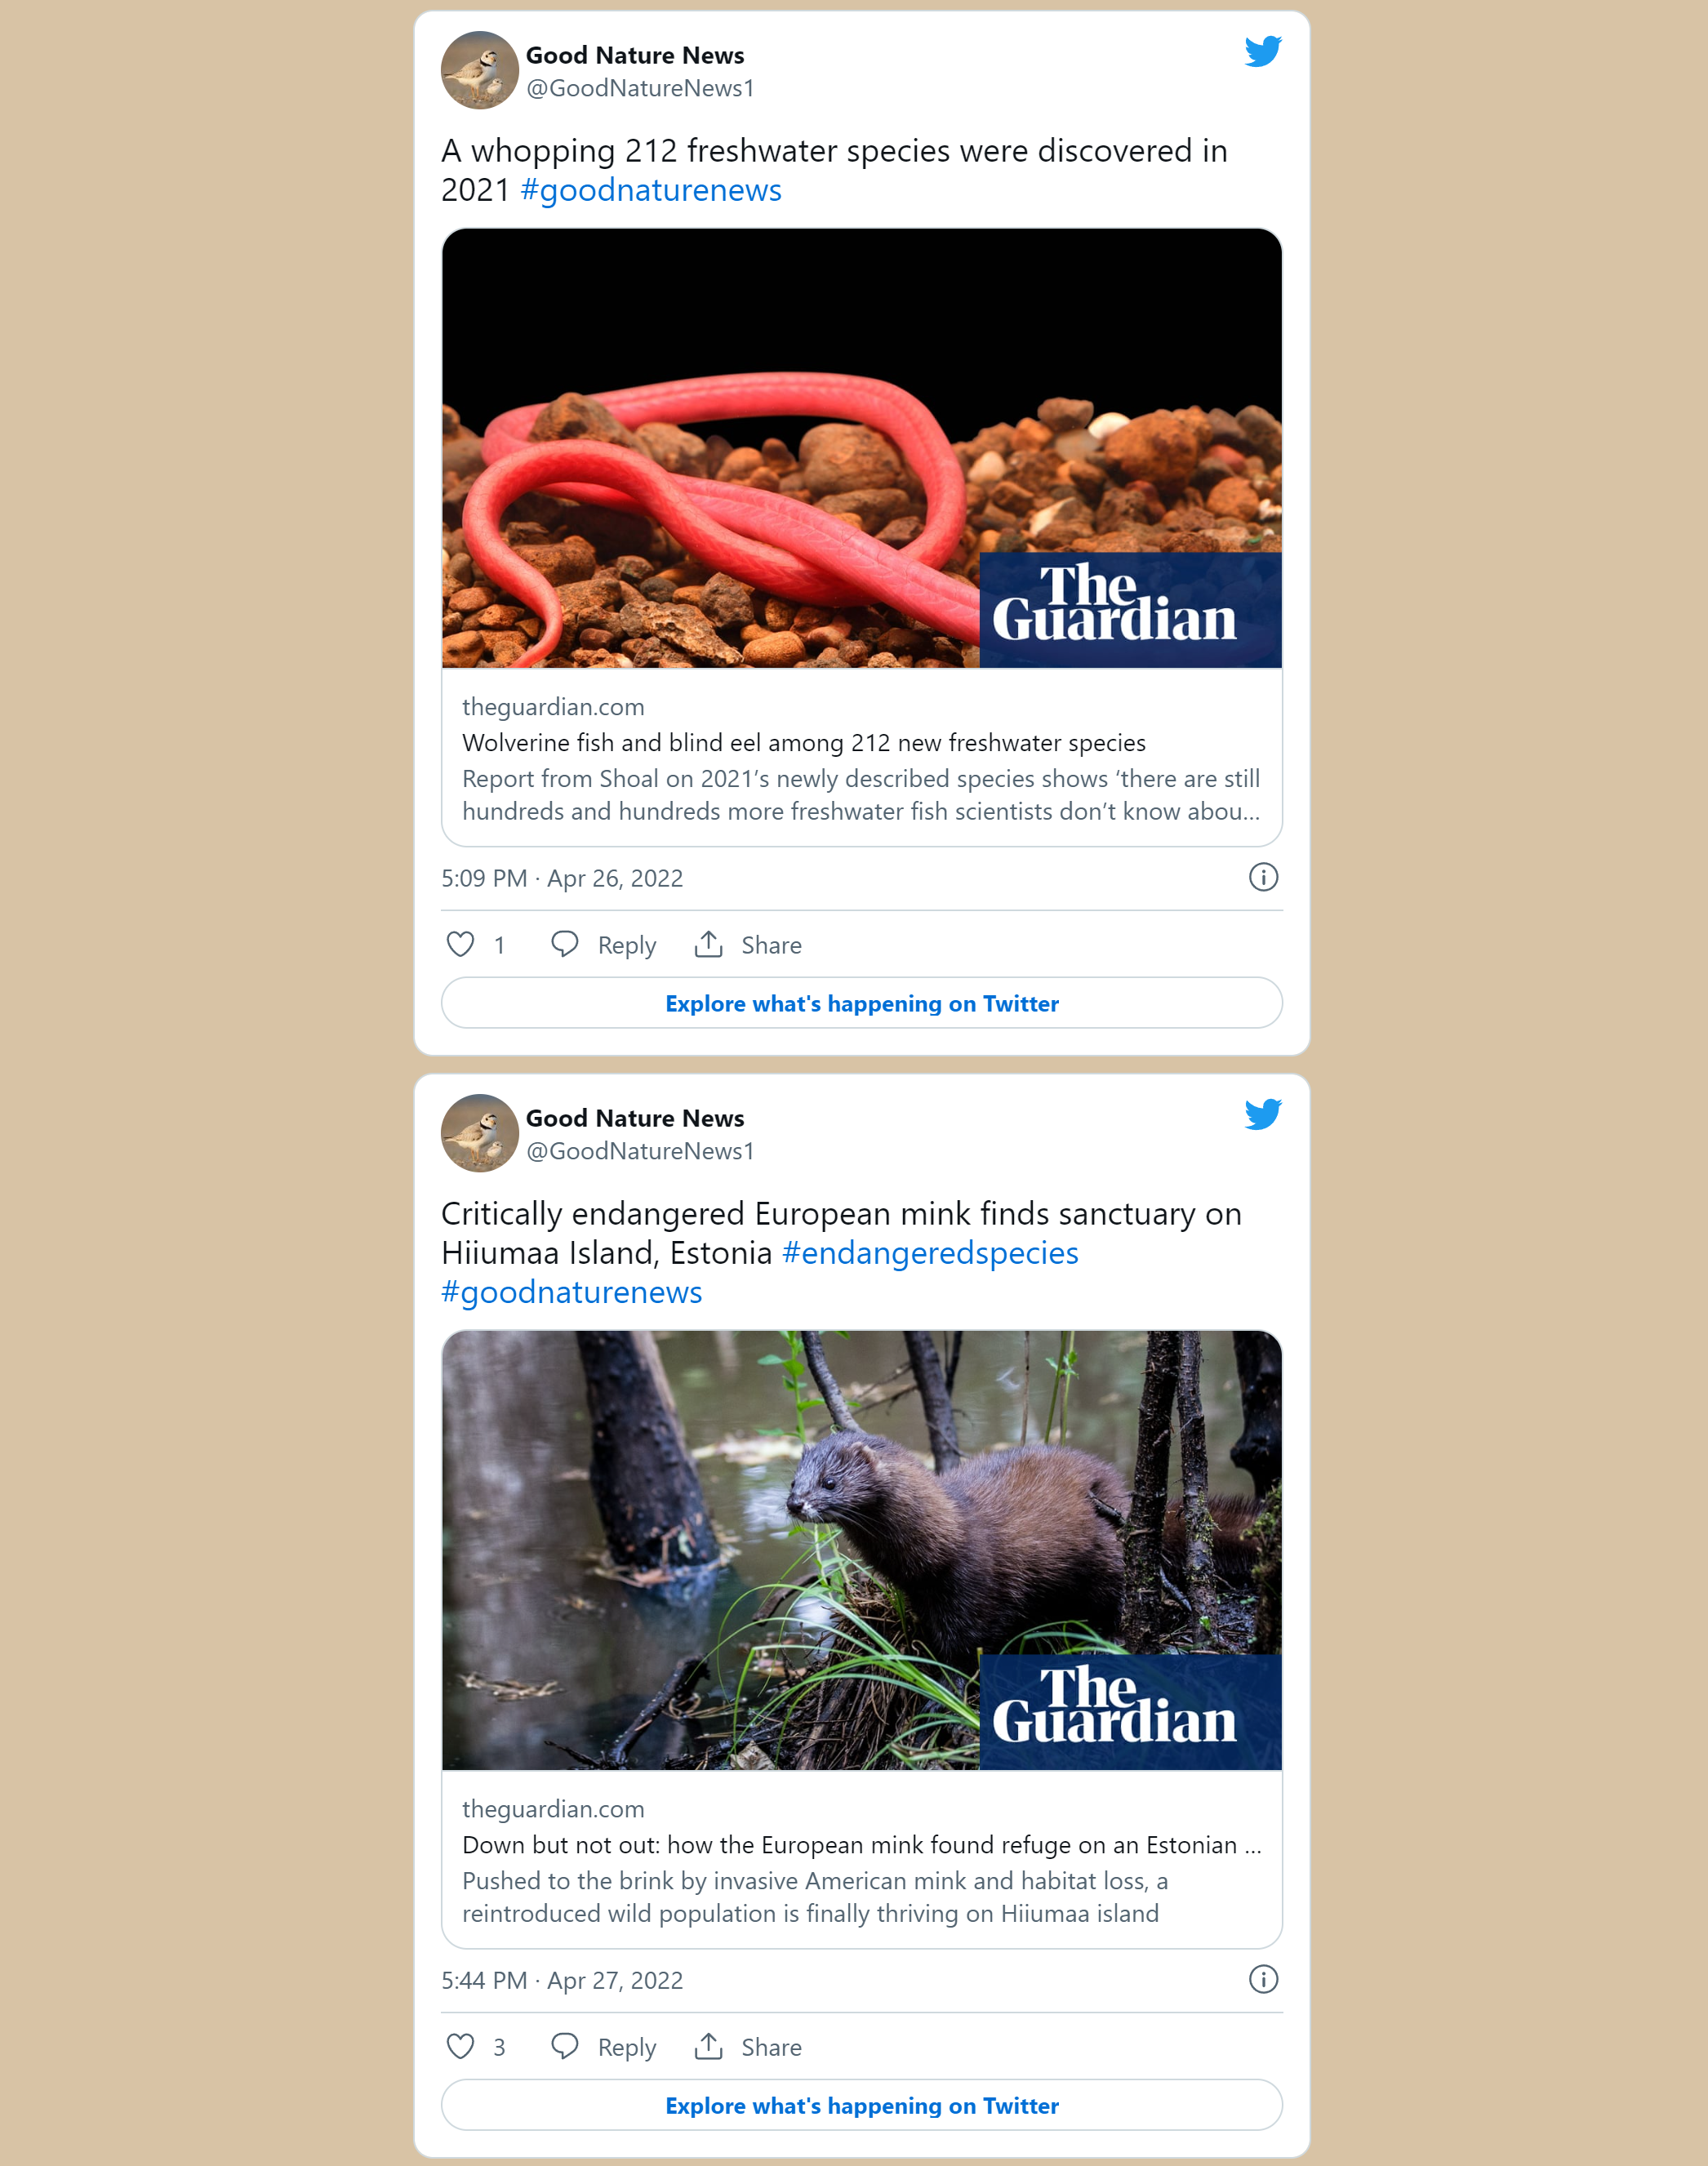 Good Nature News
@GoodNatureNews1
A whopping 212 freshwater species were discovered in
2021 #goodnaturenews
The
Guardian
theguardian.com
Wolverine fish and blind eel among 212 new freshwater species
Report from Shoal on 2021’s newly described species shows ‘there are still
hundreds and hundreds more freshwater fish scientists don’t know abou...
5:09 PM · Apr 26, 2022
1 Reply Share
Explore what's happening on Twitter
Good Nature News
@GoodNatureNews1
Critically endangered European mink finds sanctuary on
Hiiumaa Island, Estonia #endangeredspecies
#goodnaturenews
The
Guardian
theguardian.com
Down but not out: how the European mink found refuge on an Estonian ...
Pushed to the brink by invasive American mink and habitat loss, a
reintroduced wild population is finally thriving on Hiiumaa island
5:44 PM · Apr 27, 2022
3 Reply Share
Explore what's happening on Twitter